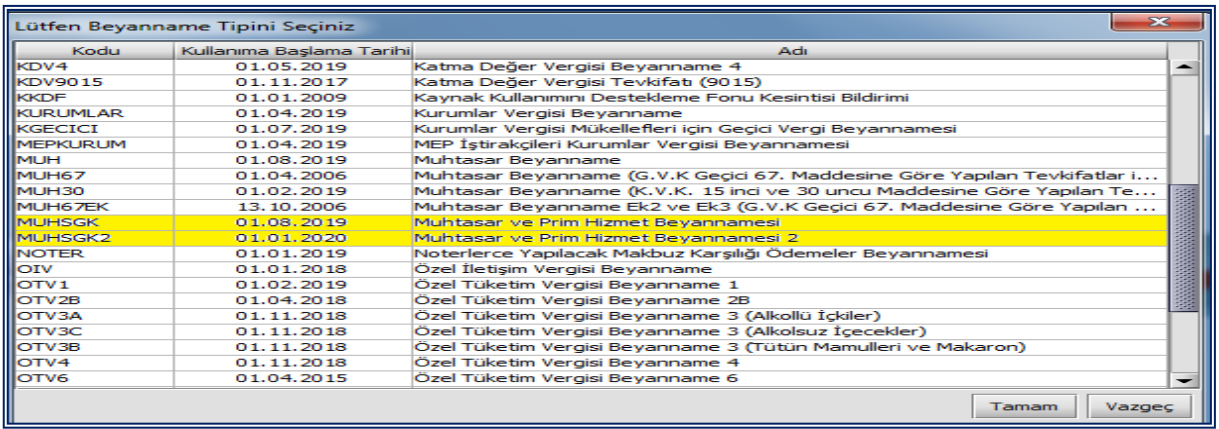 Lütfen Beyanname Tipini Seçiniz
Kodu Kullanıma Başlama Tarihi Adı
KDV4 01.05.2019 Katma Değer Vergisi Beyanname 4
KDV9015 01.11.2017 Katma Değer Vergisi Tevkifatı (9015)
KKDF 01.01.2009 Kaynak Kullanımını Destekleme Fonu Kesintisi Bildirimi
KURUMLAR 01.04.2019 Kurumlar Vergisi Beyanname
KGECICI 01.07.2019 Kurumlar Vergisi Mükellefleri için Geçici Vergi Beyannamesi
MEPKURUM 01.04.2019 MEP İştirakçileri Kurumlar Vergisi Beyannamesi
MUH 01.08.2019 Muhtasar Beyanname
MUH67 01.04.2006 Muhtasar Beyanname (G.V.K Geçici 67. Maddesine Göre Yapılan Tevkifatlar i...
MUH30 01.02.2019 Muhtasar Beyanname (K.V.K. 15 inci ve 30 uncu Maddesine Göre Yapılan Te...
MUH67EK 13.10.2006 Muhtasar Beyanname Ek2 ve Ek3 (G.V.K Geçici 67. Maddesine Göre Yapılan ...
MUHSGK 01.08.2019 Muhtasar ve Prim Hizmet Beyannamesi
MUHSGK2 01.01.2020 Muhtasar ve Prim Hizmet Beyannamesi 2
NOTER 01.01.2019 Noterlerce Yapılacak Makbuz Karşılığı Ödemeler Beyannamesi
OIV 01.01.2018 Özel İletişim Vergisi Beyanname
OTV1 01.02.2019 Özel Tüketim Vergisi Beyanname 1
OTV2B 01.04.2018 Özel Tüketim Vergisi Beyanname 2B
OTV3A 01.11.2018 Özel Tüketim Vergisi Beyanname 3 (Alkollü İçkiler)
OTV3C 01.11.2018 Özel Tüketim Vergisi Beyanname 3 (Alkolsuz İçecekler)
OTV3B 01.11.2018 Özel Tüketim Vergisi Beyanname 3 (Tütün Mamulleri ve Makaron)
OTV4 01.11.2018 Özel Tüketim Vergisi Beyanname 4
OTV6 01.04.2015 Özel Tüketim Vergisi Beyanname 6
Tamam Vazgeç